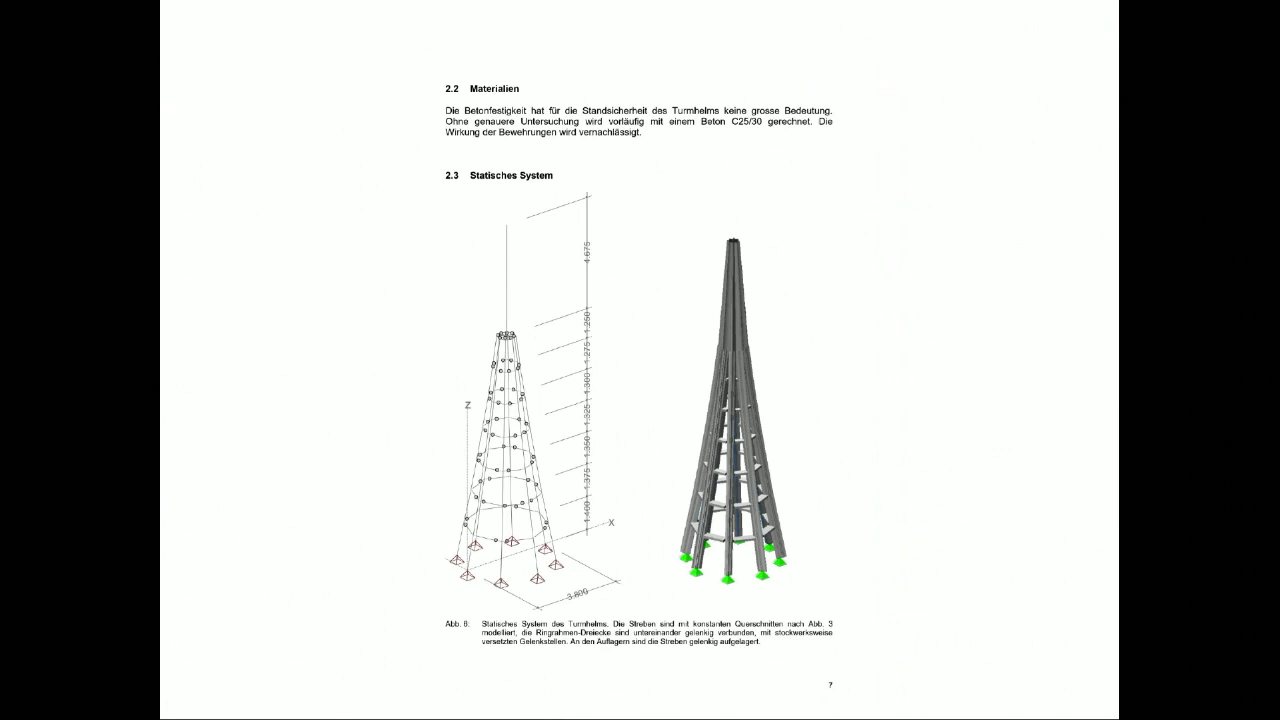 2.2 Materialien
Die Betonfestigkeit hat für die Standsicherheit des Turmhelms keine grosse Bedeutung.
Ohne genauere Untersuchung wird vorläufig mit einem Beton C25/30 gerechnet. Die
Wirkung der Bewehrungen wird vernachlässigt.
2.3 Statisches System
4.675
1.250
1.275
1.300
1.325
1.350
1.375
1.400
Z
X
3.800
Abb. 6: Statisches System des Turmhelms. Die Streben sind mit konstanten Querschnitten nach Abb. 3
modelliert, die Ringrahmen-Dreiecke sind untereinander gelenkig verbunden, mit stockwerksweise
versetzten Gelenkstellen. An den Auflagern sind die Streben gelenkig aufgelagert.
7